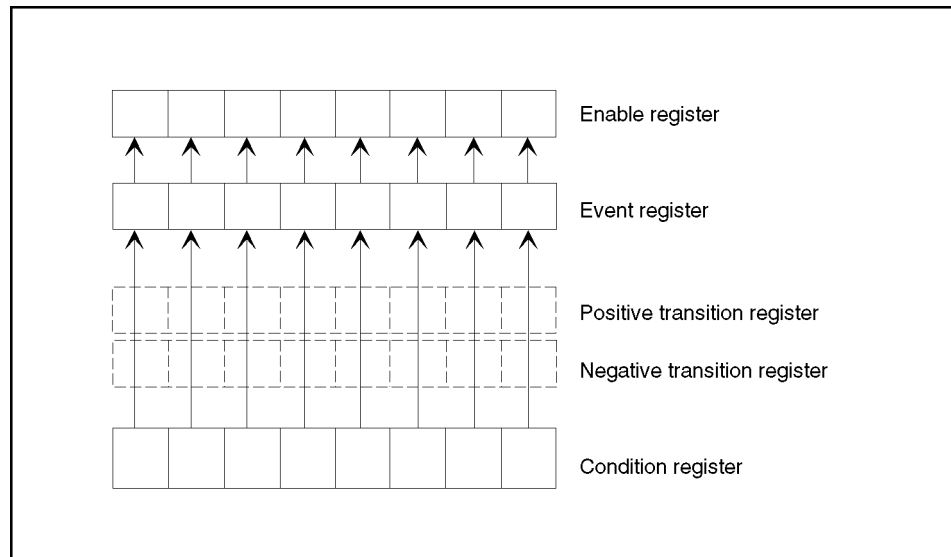 Enable register
Event register
Positive transition register
Negative transition register
Condition register